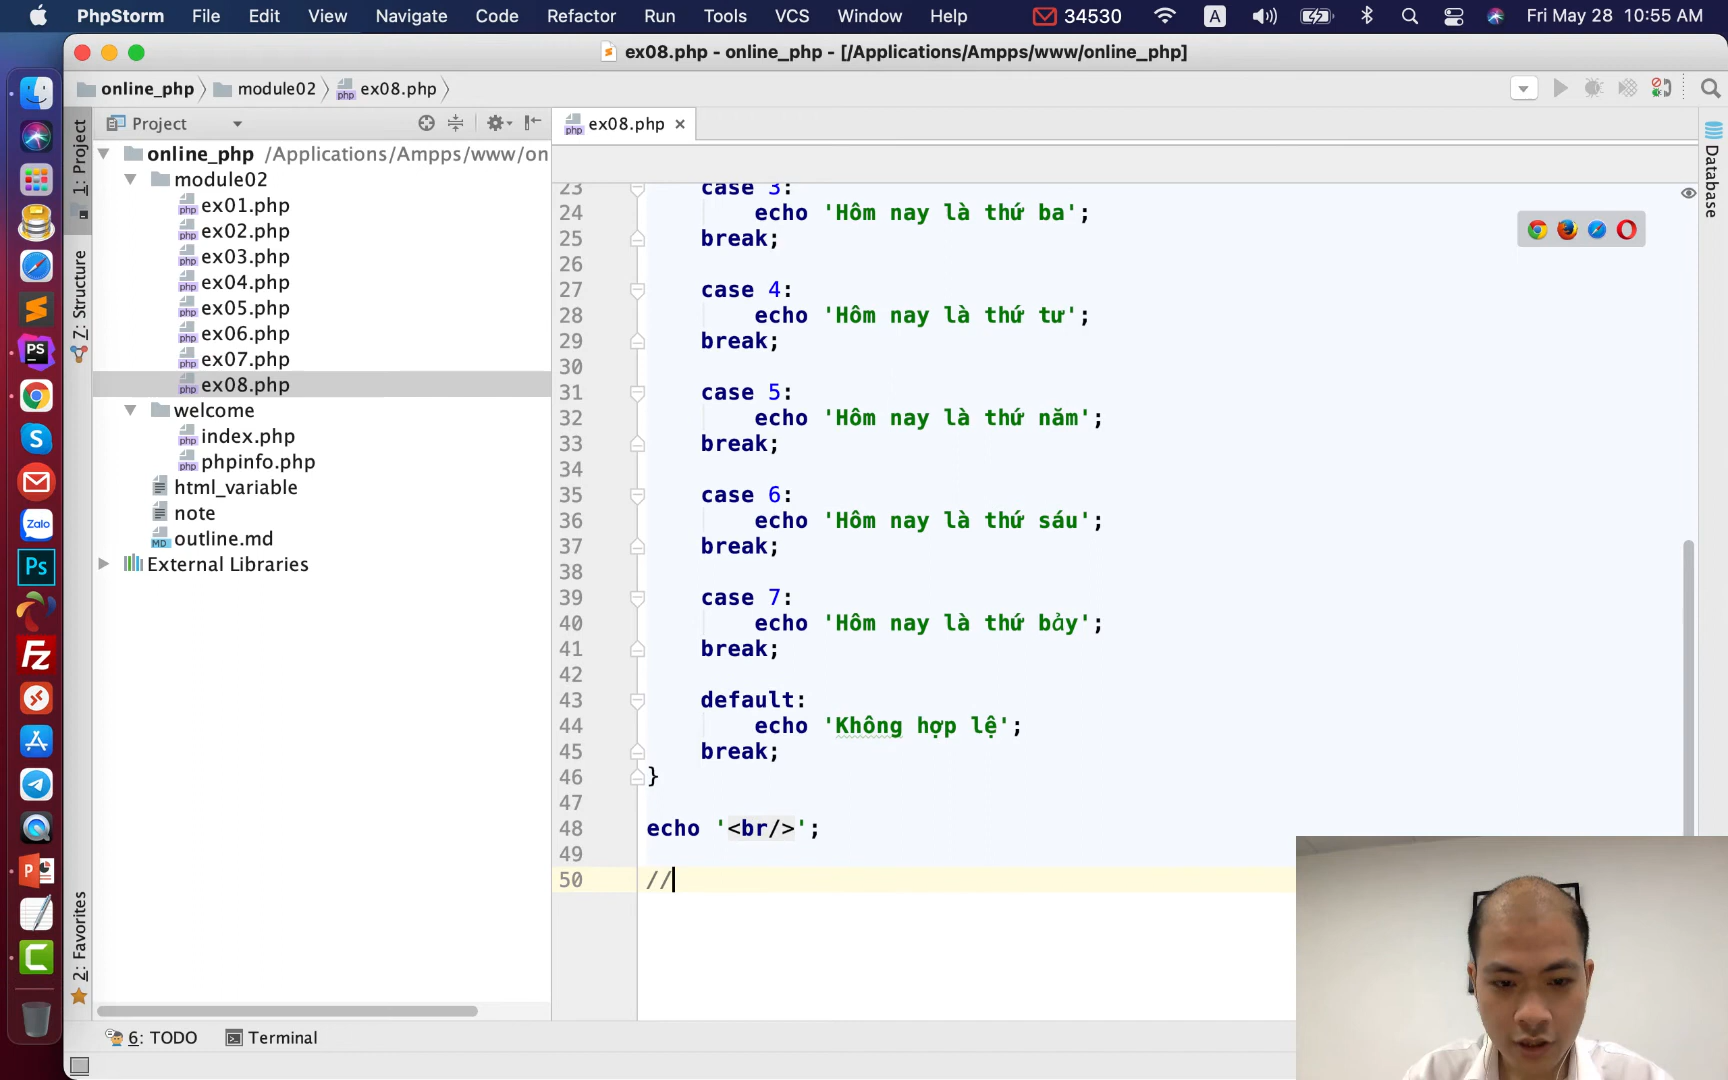 PhpStorm File Edit View Navigate Code Refactor Run Tools VCS Window Help 34530 A Fri May 28 10:55 AM
ex08.php - online_php - [/Applications/Ampps/www/online_php]
online_php module02 ex08.php
Project
ex08.php
1: Project
Z: Structure
2: Favorites
Database
online_php /Applications/Ampps/www/on
module02
ex01.php
ex02.php
ex03.php
ex04.php
ex05.php
ex06.php
ex07.php
ex08.php
welcome
index.php
phpinfo.php
html_variable
note
outline.md
External Libraries
23 case 3:
24 echo 'Hôm nay là thứ ba';
25 break;
26
27 case 4:
28 echo 'Hôm nay là thứ tư';
29 break;
30
31 case 5:
32 echo 'Hôm nay là thứ năm';
33 break;
34
35 case 6:
36 echo 'Hôm nay là thứ sáu';
37 break;
38
39 case 7:
40 echo 'Hôm nay là thứ bảy';
41 break;
42
43 default:
44 echo 'Không hợp lệ';
45 break;
46 }
47
48 echo '<br/>';
49
50 //
6: TODO Terminal
PS
S
Zalo
Ps
Fz
P
C